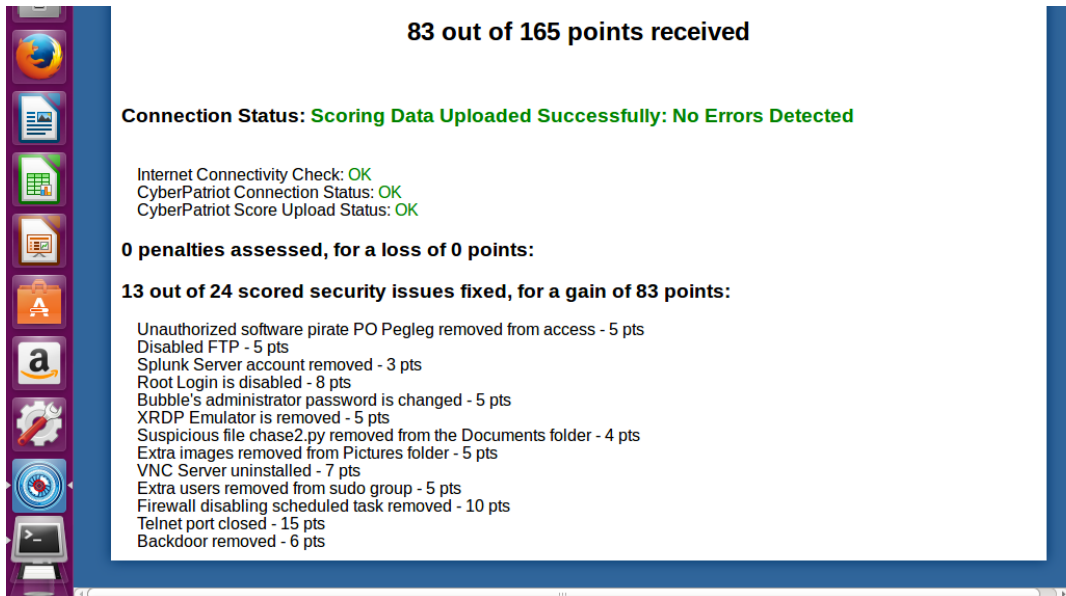 83 out of 165 points received
Connection Status: Scoring Data Uploaded Successfully: No Errors Detected
Internet Connectivity Check: OK
CyberPatriot Connection Status: OK
CyberPatriot Score Upload Status: OK
0 penalties assessed, for a loss of 0 points:
13 out of 24 scored security issues fixed, for a gain of 83 points:
Unauthorized software pirate PO Pegleg removed from access - 5 pts
Disabled FTP - 5 pts
Splunk Server account removed - 3 pts
Root Login is disabled - 8 pts
Bubble's administrator password is changed - 5 pts
XRDP Emulator is removed - 5 pts
Suspicious file chase2.py removed from the Documents folder - 4 pts
Extra images removed from Pictures folder - 5 pts
VNC Server uninstalled - 7 pts
Extra users removed from sudo group - 5 pts
Firewall disabling scheduled task removed - 10 pts
Telnet port closed - 15 pts
Backdoor removed - 6 pts